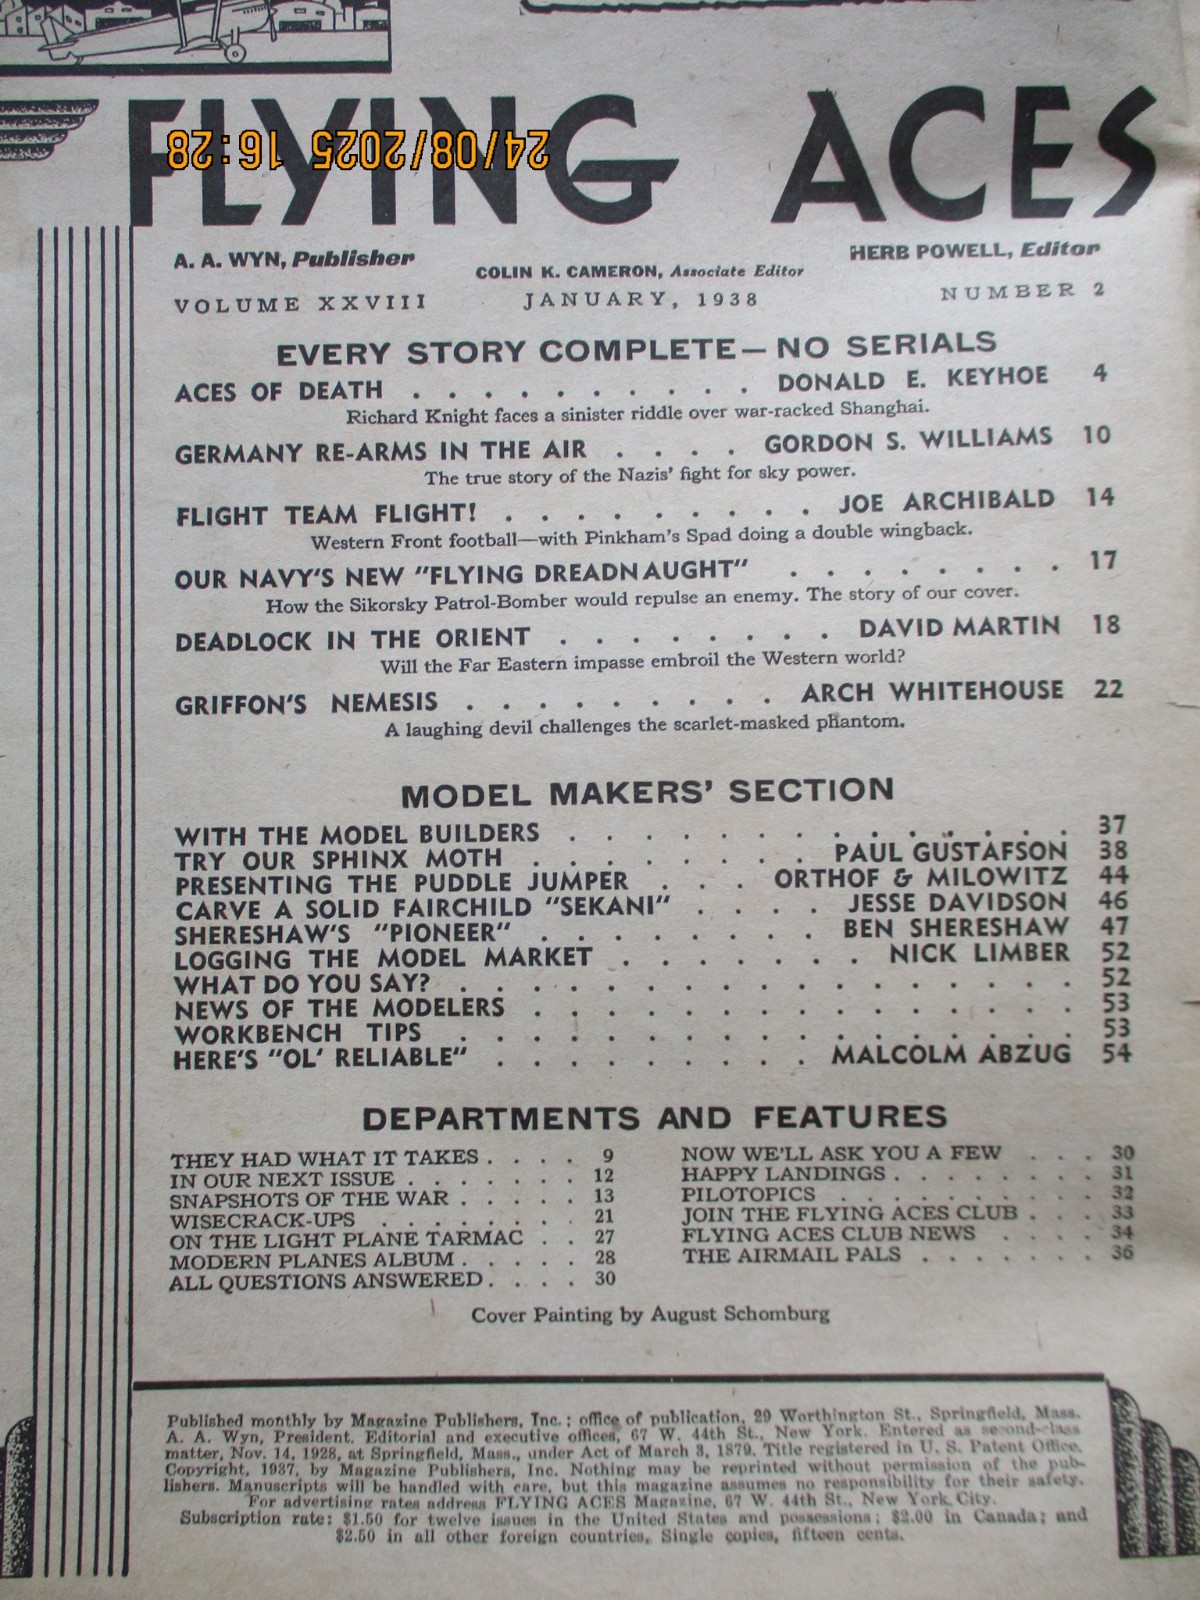 FLYING ACES
24/08/2025 16:28
A. A. WYN, Publisher
HERB POWELL, Editor
COLIN K. CAMERON, Associate Editor
VOLUME XXVIII JANUARY, 1938 NUMBER 2
EVERY STORY COMPLETE—NO SERIALS
ACES OF DEATH . . . . . . . . . . DONALD E. KEYHOE 4
Richard Knight faces a sinister riddle over war-racked Shanghai.
GERMANY RE-ARMS IN THE AIR . . . . GORDON S. WILLIAMS 10
The true story of the Nazis' fight for sky power.
FLIGHT TEAM FLIGHT! . . . . . . . . . JOE ARCHIBALD 14
Western Front football—with Pinkham's Spad doing a double wingback.
OUR NAVY'S NEW "FLYING DREADNAUGHT" . . . . . . . . 17
How the Sikorsky Patrol-Bomber would repulse an enemy. The story of our cover.
DEADLOCK IN THE ORIENT . . . . . . . . DAVID MARTIN 18
Will the Far Eastern impasse embroil the Western world?
GRIFFON'S NEMESIS . . . . . . . . . ARCH WHITEHOUSE 22
A laughing devil challenges the scarlet-masked phantom.
MODEL MAKERS' SECTION
WITH THE MODEL BUILDERS . . . . . . . . . . . . . . 37
TRY OUR SPHINX MOTH . . . . . . . . PAUL GUSTAFSON 38
PRESENTING THE PUDDLE JUMPER . . . ORTHOF & MILOWITZ 44
CARVE A SOLID FAIRCHILD "SEKANI" . . . . JESSE DAVIDSON 46
SHERESHAW'S "PIONEER" . . . . . . . . BEN SHERESHAW 47
LOGGING THE MODEL MARKET . . . . . . . NICK LIMBER 52
WHAT DO YOU SAY? . . . . . . . . . . . . . . . . . 52
NEWS OF THE MODELERS . . . . . . . . . . . . . . . 53
WORKBENCH TIPS . . . . . . . . . . . . . . . . . 53
HERE'S "OL' RELIABLE" . . . . . . . . . MALCOLM ABZUG 54
DEPARTMENTS AND FEATURES
THEY HAD WHAT IT TAKES . . . . 9
IN OUR NEXT ISSUE . . . . . . . 12
SNAPSHOTS OF THE WAR . . . . . 13
WISECRACK-UPS . . . . . . . . 21
ON THE LIGHT PLANE TARMAC . . 27
MODERN PLANES ALBUM . . . . . 28
ALL QUESTIONS ANSWERED . . . . 30
NOW WE'LL ASK YOU A FEW . . . 30
HAPPY LANDINGS . . . . . . . . 31
PILOTOPICS . . . . . . . . . . 32
JOIN THE FLYING ACES CLUB . . . 33
FLYING ACES CLUB NEWS . . . . 34
THE AIRMAIL PALS . . . . . . . 36
Cover Painting by August Schomburg
Published monthly by Magazine Publishers, Inc.; office of publication, 29 Worthington St., Springfield, Mass.
A. A. Wyn, President. Editorial and executive offices, 67 W. 44th St., New York. Entered as second-class
matter, Nov. 14, 1928, at Springfield, Mass., under Act of March 3, 1879. Title registered in U. S. Patent Office.
Copyright, 1937, by Magazine Publishers, Inc. Nothing may be reprinted without permission of the pub-
lishers. Manuscripts will be handled with care, but this magazine assumes no responsibility for their safety.
For advertising rates address FLYING ACES Magazine, 67 W. 44th St., New York City.
Subscription rate: $1.50 for twelve issues in the United States and possessions; $2.00 in Canada; and
$2.50 in all other foreign countries. Single copies, fifteen cents.